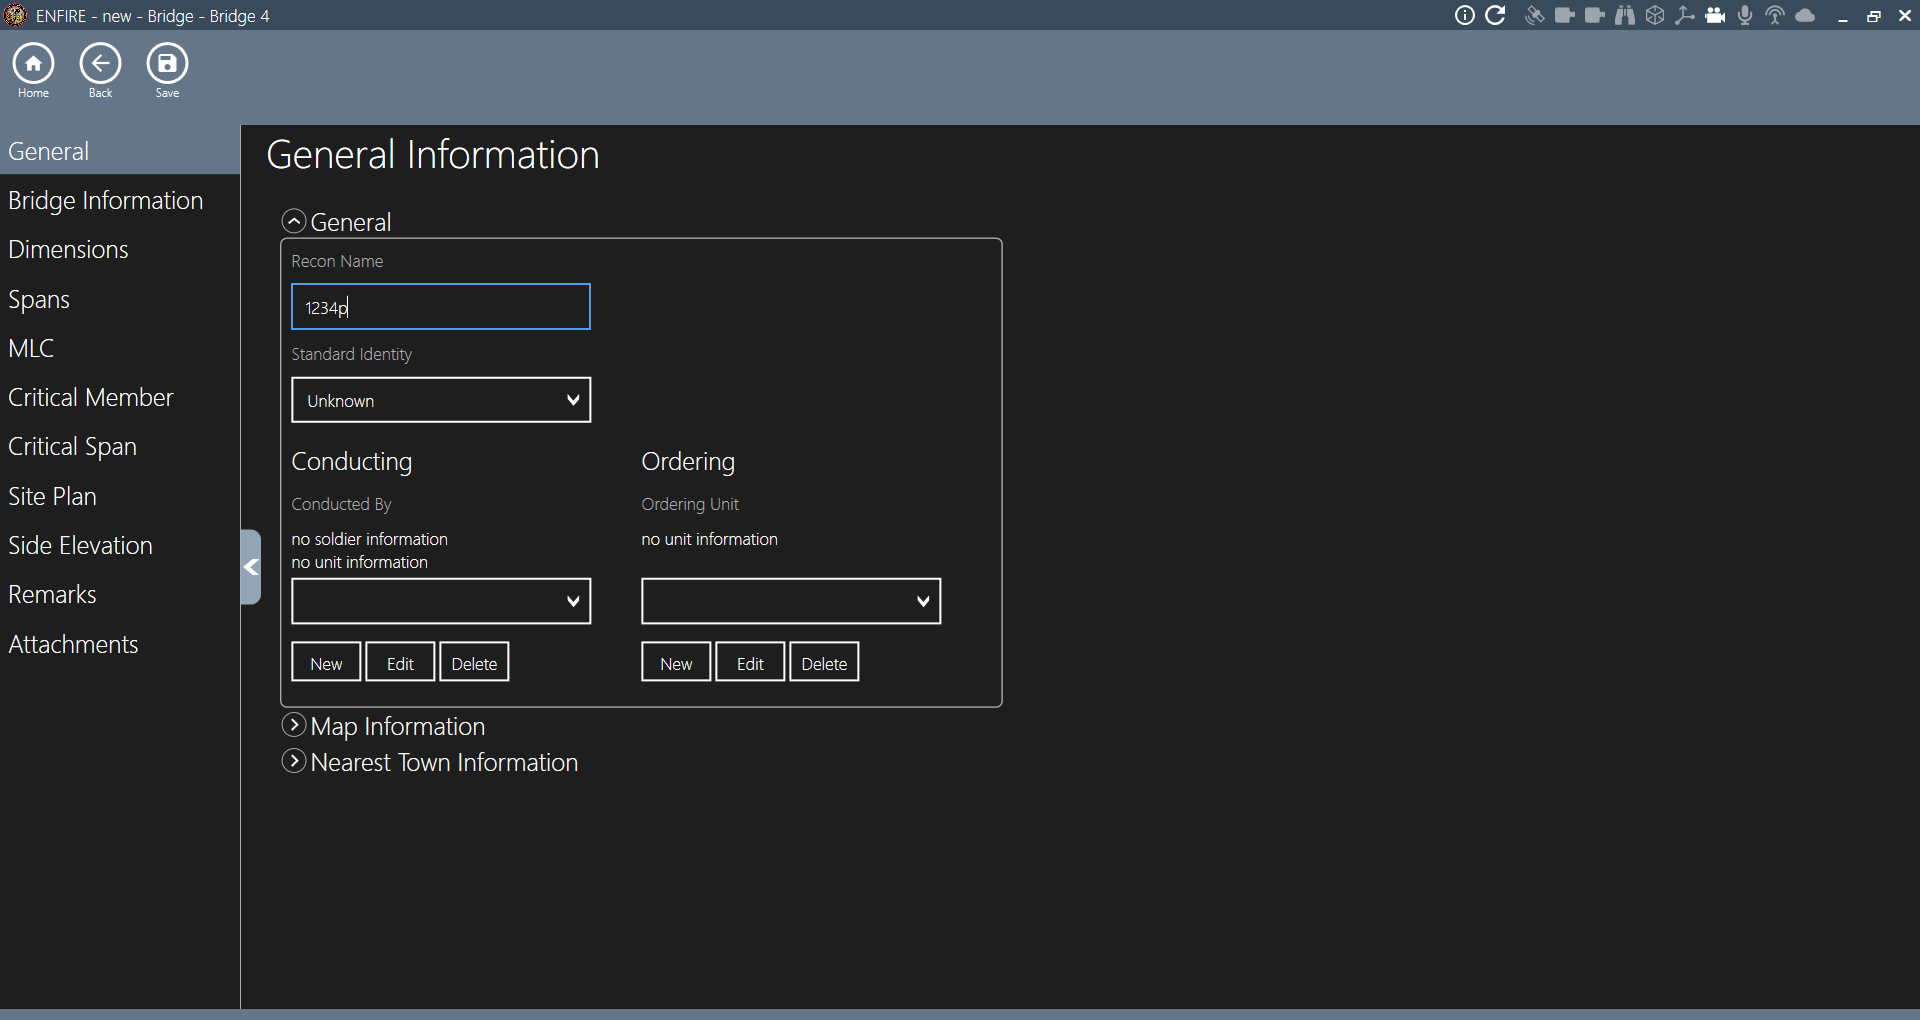 ENFIRE - new - Bridge - Bridge 4
Home
Back
Save
General
Bridge Information
Dimensions
Spans
MLC
Critical Member
Critical Span
Site Plan
Side Elevation
Remarks
Attachments
General Information
General
Recon Name
1234p
Standard Identity
Unknown
Conducting
Ordering
Conducted By
Ordering Unit
no soldier information
no unit information
no unit information
New
Edit
Delete
New
Edit
Delete
Map Information
Nearest Town Information